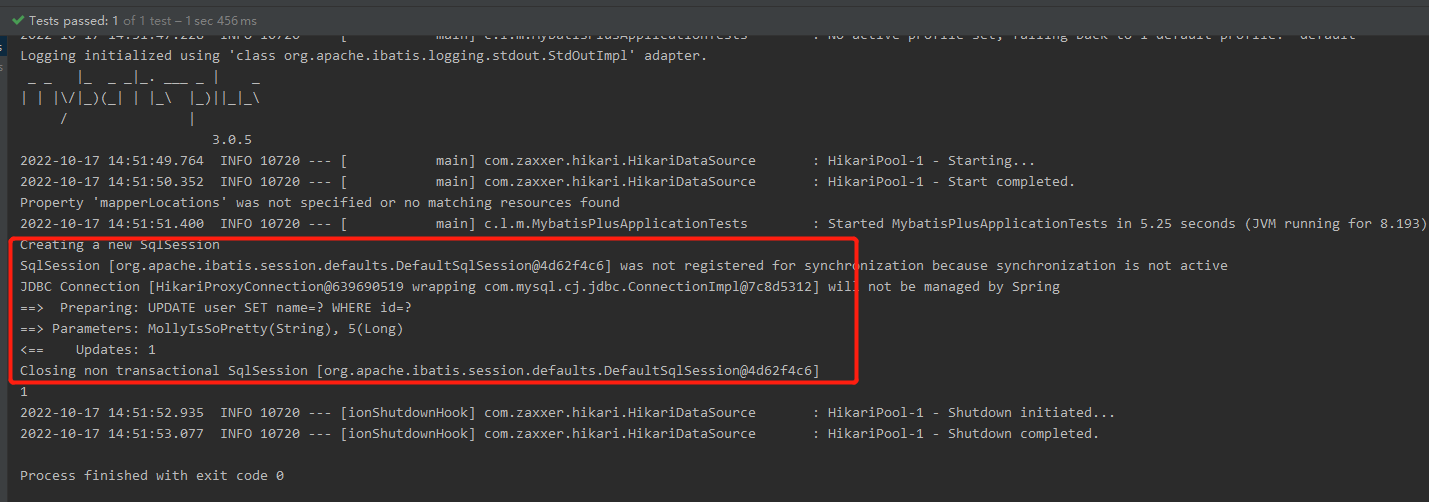 Tests passed: 1 of 1 test – 1 sec 456 ms
2022-10-17 14:51:47.228 INFO 10720 --- [ main] c.l.m.MybatisPlusApplicationTests : No active profile set, falling back to 1 default profile: "default"
Logging initialized using 'class org.apache.ibatis.logging.stdout.StdOutImpl' adapter.
 _ _   |_  _ _|_. ___ _ |    _
| | |\/|_)(_| | |_\  |_)||_|_\
     /               |
3.0.5
2022-10-17 14:51:49.764 INFO 10720 --- [ main] com.zaxxer.hikari.HikariDataSource : HikariPool-1 - Starting...
2022-10-17 14:51:50.352 INFO 10720 --- [ main] com.zaxxer.hikari.HikariDataSource : HikariPool-1 - Start completed.
Property 'mapperLocations' was not specified or no matching resources found
2022-10-17 14:51:51.400 INFO 10720 --- [ main] c.l.m.MybatisPlusApplicationTests : Started MybatisPlusApplicationTests in 5.25 seconds (JVM running for 8.193)
Creating a new SqlSession
SqlSession [org.apache.ibatis.session.defaults.DefaultSqlSession@4d62f4c6] was not registered for synchronization because synchronization is not active
JDBC Connection [HikariProxyConnection@639690519 wrapping com.mysql.cj.jdbc.ConnectionImpl@7c8d5312] will not be managed by Spring
==> Preparing: UPDATE user SET name=? WHERE id=?
==> Parameters: MollyIsSoPretty(String), 5(Long)
<== Updates: 1
Closing non transactional SqlSession [org.apache.ibatis.session.defaults.DefaultSqlSession@4d62f4c6]
1
2022-10-17 14:51:52.935 INFO 10720 --- [ionShutdownHook] com.zaxxer.hikari.HikariDataSource : HikariPool-1 - Shutdown initiated...
2022-10-17 14:51:53.077 INFO 10720 --- [ionShutdownHook] com.zaxxer.hikari.HikariDataSource : HikariPool-1 - Shutdown completed.
Process finished with exit code 0